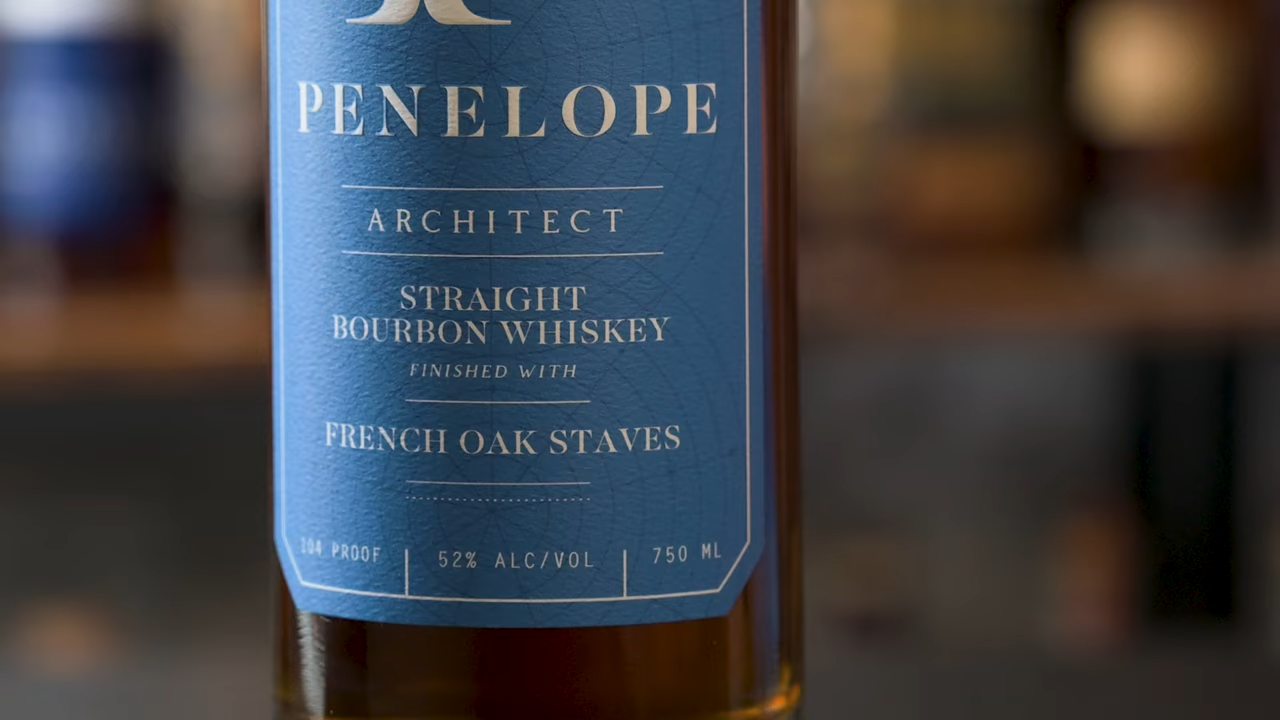 PENELOPE
ARCHITECT
STRAIGHT
BOURBON WHISKEY
FINISHED WITH
FRENCH OAK STAVES
104 PROOF 52% ALC/VOL 750 ML